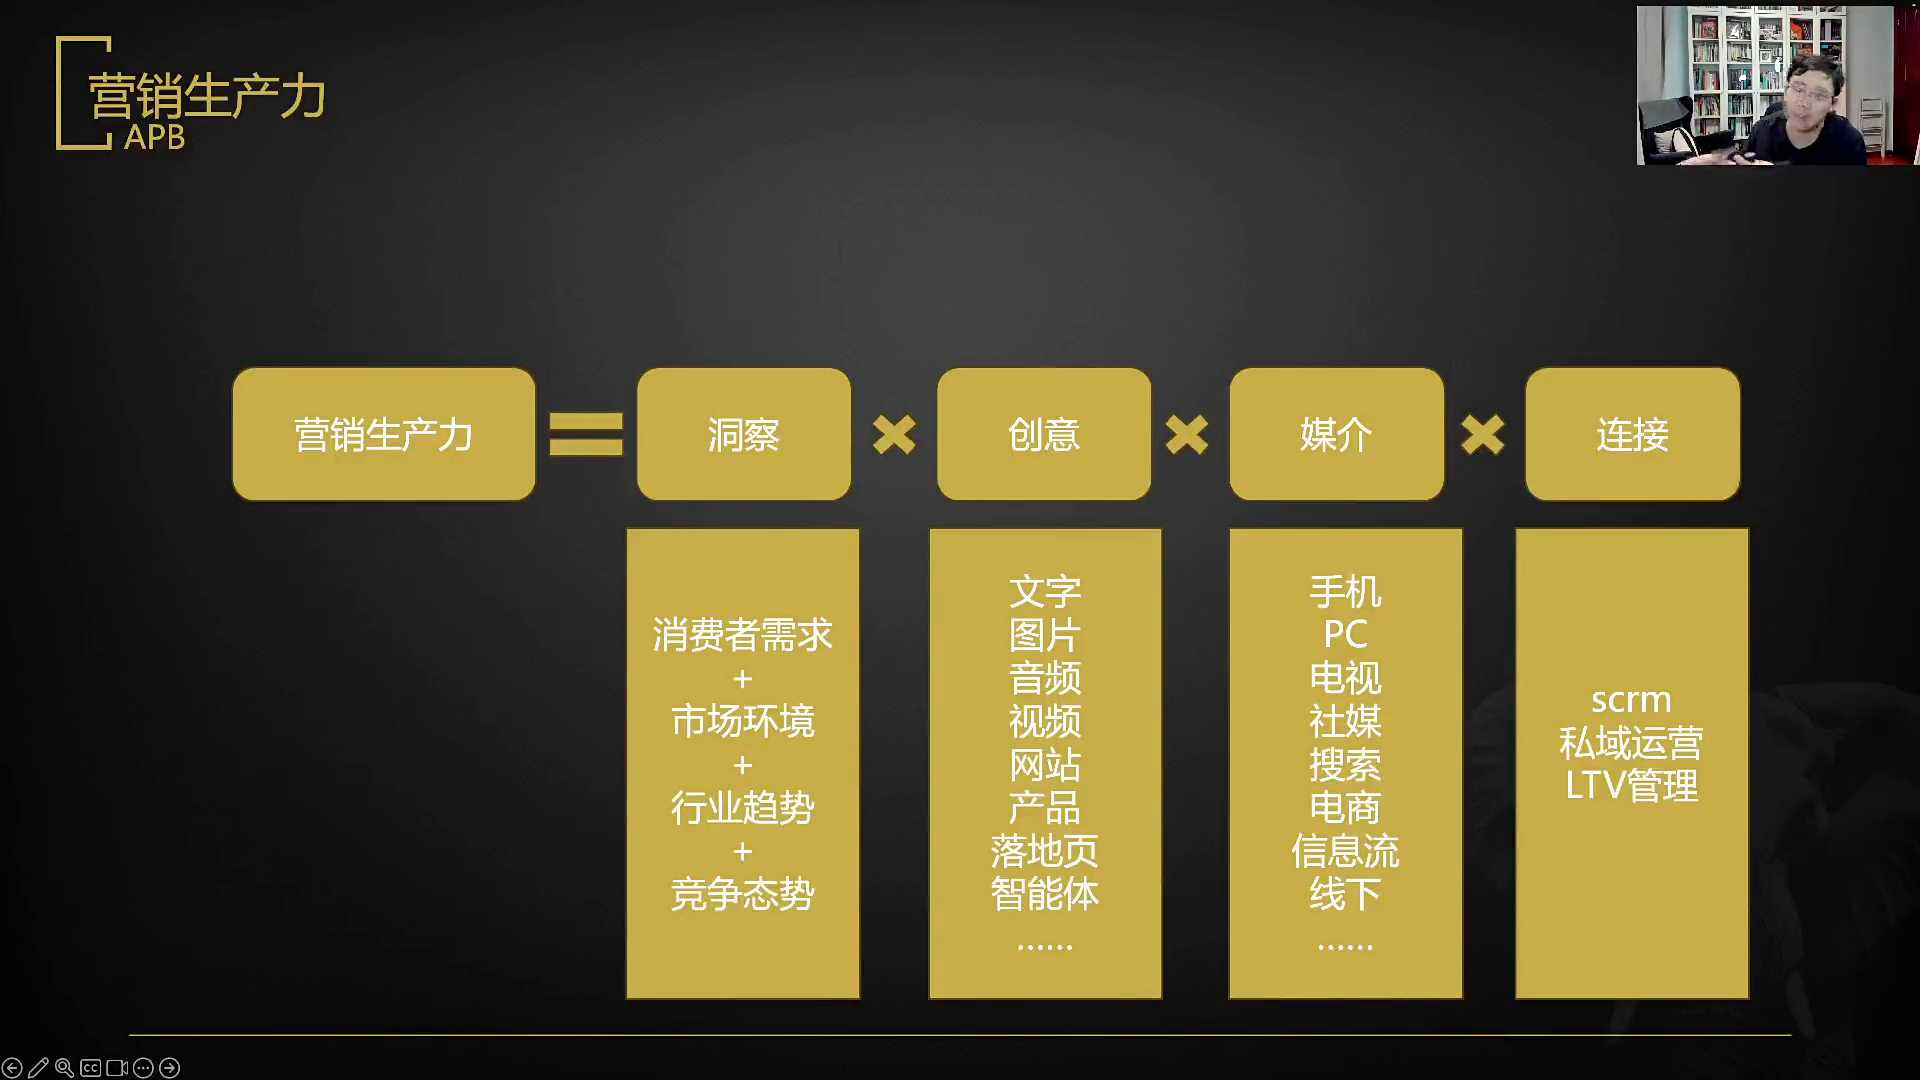 营销生产力
APB
营销生产力
=
洞察
×
创意
×
媒介
×
连接
消费者需求
+
市场环境
+
行业趋势
+
竞争态势
文字
图片
音频
视频
网站
产品
落地页
智能体
……
手机
PC
电视
社媒
搜索
电商
信息流
线下
……
scrm
私域运营
LTV管理